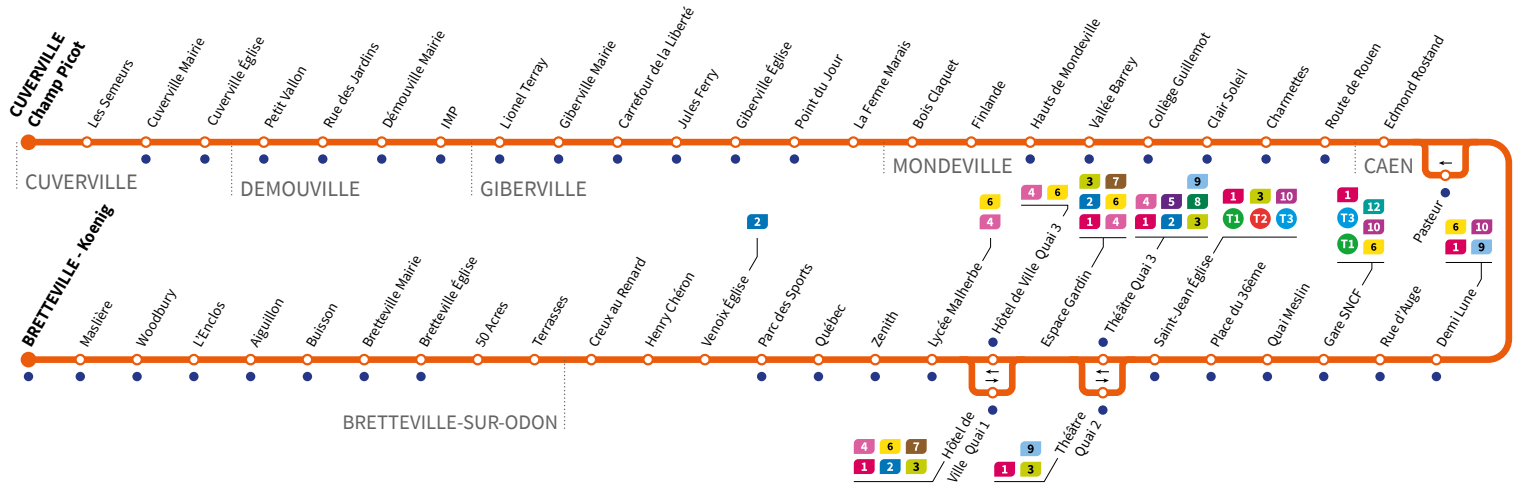 CUVERVILLE
Champ Picot
Les Semeurs
Cuverville Mairie
Cuverville Église
Petit Vallon
Rue des Jardins
Démouville Mairie
IMP
Lionel Terray
Giberville Mairie
Carrefour de la Liberté
Jules Ferry
Giberville Église
Point du Jour
La Ferme Marais
Bois Claquet
Finlande
Hauts de Mondeville
Vallée Barrey
Collège Guillemot
Clair Soleil
Charmettes
Route de Rouen
Edmond Rostand
CUVERVILLE
DEMOUVILLE
GIBERVILLE
MONDEVILLE
CAEN
Pasteur
BRETTEVILLE - Koenig
Maslière
Woodbury
L'Enclos
Aiguillon
Buisson
Bretteville Mairie
Bretteville Église
50 Acres
Terrasses
Creux au Renard
Henry Chéron
Venoix Église
2
Parc des Sports
Québec
Zenith
Lycée Malherbe
6
4
Hôtel de Ville Quai 3
4 6
Espace Gardin
3 7
2 6
1 4
Théâtre Quai 3
9
4 5 8
1 2 3
Saint-Jean Église
1 3 10
T1 T2 T3
Place du 36ème
Quai Meslin
Gare SNCF
1
T3 12
10
T1 6
Rue d'Auge
Demi Lune
6 10
1 9
BRETTEVILLE-SUR-ODON
4 6 7
1 2 3
Hôtel de
Ville Quai 1
9
1 3
Théâtre
Quai 2